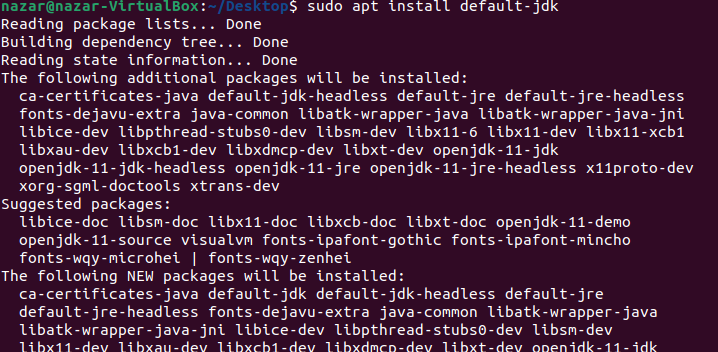 nazar@nazar-VirtualBox:~/Desktop$ sudo apt install default-jdk
Reading package lists... Done
Building dependency tree... Done
Reading state information... Done
The following additional packages will be installed:
  ca-certificates-java default-jdk-headless default-jre default-jre-headless
  fonts-dejavu-extra java-common libatk-wrapper-java libatk-wrapper-java-jni
  libice-dev libpthread-stubs0-dev libsm-dev libx11-6 libx11-dev libx11-xcb1
  libxau-dev libxcb1-dev libxdmcp-dev libxt-dev openjdk-11-jdk
  openjdk-11-jdk-headless openjdk-11-jre openjdk-11-jre-headless x11proto-dev
  xorg-sgml-doctools xtrans-dev
Suggested packages:
  libice-doc libsm-doc libx11-doc libxcb-doc libxt-doc openjdk-11-demo
  openjdk-11-source visualvm fonts-ipafont-gothic fonts-ipafont-mincho
  fonts-wqy-microhei | fonts-wqy-zenhei
The following NEW packages will be installed:
  ca-certificates-java default-jdk default-jdk-headless default-jre
  default-jre-headless fonts-dejavu-extra java-common libatk-wrapper-java
  libatk-wrapper-java-jni libice-dev libpthread-stubs0-dev libsm-dev
  libx11-dev libxau-dev libxcb1-dev libxdmcp-dev libxt-dev openjdk-11-jdk